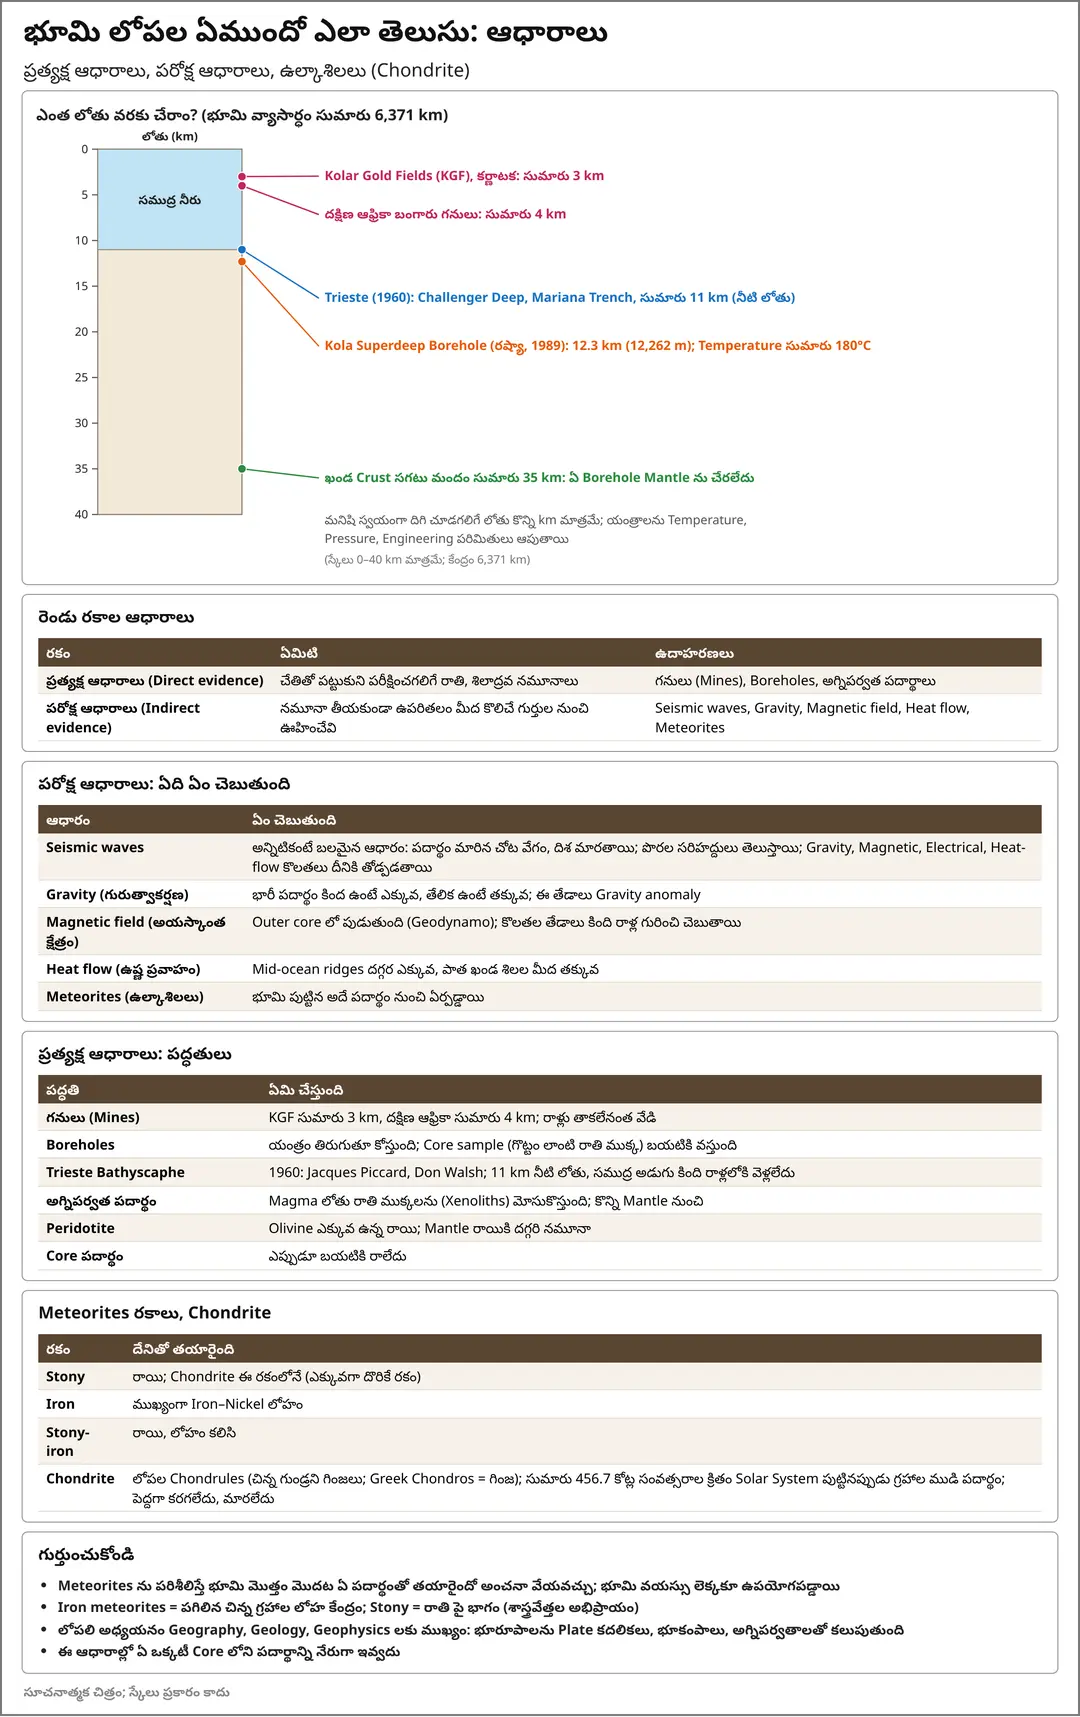 భూమి లోపల ఏముందో ఎలా తెలుసు: ఆధారాలు
ప్రత్యక్ష ఆధారాలు, పరోక్ష ఆధారాలు, ఉల్కాశిలలు (Chondrite)
ఎంత లోతు వరకు చేరాం? (భూమి వ్యాసార్ధం సుమారు 6,371 km)
లోతు (km)
0
5
10
15
20
25
30
35
40
సముద్ర నీరు
Kolar Gold Fields (KGF), కర్ణాటక: సుమారు 3 km
దక్షిణ ఆఫ్రికా బంగారు గనులు: సుమారు 4 km
Trieste (1960): Challenger Deep, Mariana Trench, సుమారు 11 km (నీటి లోతు)
Kola Superdeep Borehole (రష్యా, 1989): 12.3 km (12,262 m); Temperature సుమారు 180°C
ఖండ Crust సగటు మందం సుమారు 35 km: ఏ Borehole Mantle ను చేరలేదు
మనిషి స్వయంగా దిగి చూడగలిగే లోతు కొన్ని km మాత్రమే; యంత్రాలను Temperature,
Pressure, Engineering పరిమితులు ఆపుతాయి
(స్కేలు 0–40 km మాత్రమే; కేంద్రం 6,371 km)
రెండు రకాల ఆధారాలు
రకం ఏమిటి ఉదాహరణలు
ప్రత్యక్ష ఆధారాలు (Direct evidence) చేతితో పట్టుకుని పరీక్షించగలిగే రాతి, శిలాద్రవ నమూనాలు గనులు (Mines), Boreholes, అగ్నిపర్వత పదార్థాలు
పరోక్ష ఆధారాలు (Indirect evidence) నమూనా తీయకుండా ఉపరితలం మీద కొలిచే గుర్తుల నుంచి ఊహించేవి Seismic waves, Gravity, Magnetic field, Heat flow, Meteorites
పరోక్ష ఆధారాలు: ఏది ఏం చెబుతుంది
ఆధారం ఏం చెబుతుంది
Seismic waves అన్నిటికంటే బలమైన ఆధారం: పదార్థం మారిన చోట వేగం, దిశ మారతాయి; పొరల సరిహద్దులు తెలుస్తాయి; Gravity, Magnetic, Electrical, Heat-
flow కొలతలు దీనికి తోడ్పడతాయి
Gravity (గురుత్వాకర్షణ) భారీ పదార్థం కింద ఉంటే ఎక్కువ, తేలిక ఉంటే తక్కువ; ఈ తేడాలు Gravity anomaly
Magnetic field (అయస్కాంత క్షేత్రం) Outer core లో పుడుతుంది (Geodynamo); కొలతల తేడాలు కింది రాళ్ల గురించి చెబుతాయి
Heat flow (ఉష్ణ ప్రవాహం) Mid-ocean ridges దగ్గర ఎక్కువ, పాత ఖండ శిలల మీద తక్కువ
Meteorites (ఉల్కాశిలలు) భూమి పుట్టిన అదే పదార్థం నుంచి ఏర్పడ్డాయి
ప్రత్యక్ష ఆధారాలు: పద్ధతులు
పద్ధతి ఏమి చేస్తుంది
గనులు (Mines) KGF సుమారు 3 km, దక్షిణ ఆఫ్రికా సుమారు 4 km; రాళ్లు తాకలేనంత వేడి
Boreholes యంత్రం తిరుగుతూ కోస్తుంది; Core sample (గొట్టం లాంటి రాతి ముక్క) బయటికి వస్తుంది
Trieste Bathyscaphe 1960: Jacques Piccard, Don Walsh; 11 km నీటి లోతు, సముద్ర అడుగు కింది రాళ్లలోకి వెళ్లలేదు
అగ్నిపర్వత పదార్థం Magma లోతు రాతి ముక్కలను (Xenoliths) మోసుకొస్తుంది; కొన్ని Mantle నుంచి
Peridotite Olivine ఎక్కువ ఉన్న రాయి; Mantle రాయికి దగ్గరి నమూనా
Core పదార్థం ఎప్పుడూ బయటికి రాలేదు
Meteorites రకాలు, Chondrite
రకం దేనితో తయారైంది
Stony రాయి; Chondrite ఈ రకంలోనే (ఎక్కువగా దొరికే రకం)
Iron ముఖ్యంగా Iron–Nickel లోహం
Stony-iron రాయి, లోహం కలిసి
Chondrite లోపల Chondrules (చిన్న గుండ్రని గింజలు; Greek Chondros = గింజ); సుమారు 456.7 కోట్ల సంవత్సరాల క్రితం Solar System పుట్టినప్పుడు గ్రహాల ముడి పదార్థం;
పెద్దగా కరగలేదు, మారలేదు
గుర్తుంచుకోండి
• Meteorites ను పరిశీలిస్తే భూమి మొత్తం మొదట ఏ పదార్థంతో తయారైందో అంచనా వేయవచ్చు; భూమి వయస్సు లెక్కకూ ఉపయోగపడ్డాయి
• Iron meteorites = పగిలిన చిన్న గ్రహాల లోహ కేంద్రం; Stony = రాతి పై భాగం (శాస్త్రవేత్తల అభిప్రాయం)
• లోపలి అధ్యయనం Geography, Geology, Geophysics లకు ముఖ్యం: భూరూపాలను Plate కదలికలు, భూకంపాలు, అగ్నిపర్వతాలతో కలుపుతుంది
• ఈ ఆధారాల్లో ఏ ఒక్కటీ Core లోని పదార్థాన్ని నేరుగా ఇవ్వదు
సూచనాత్మక చిత్రం; స్కేలు ప్రకారం కాదు